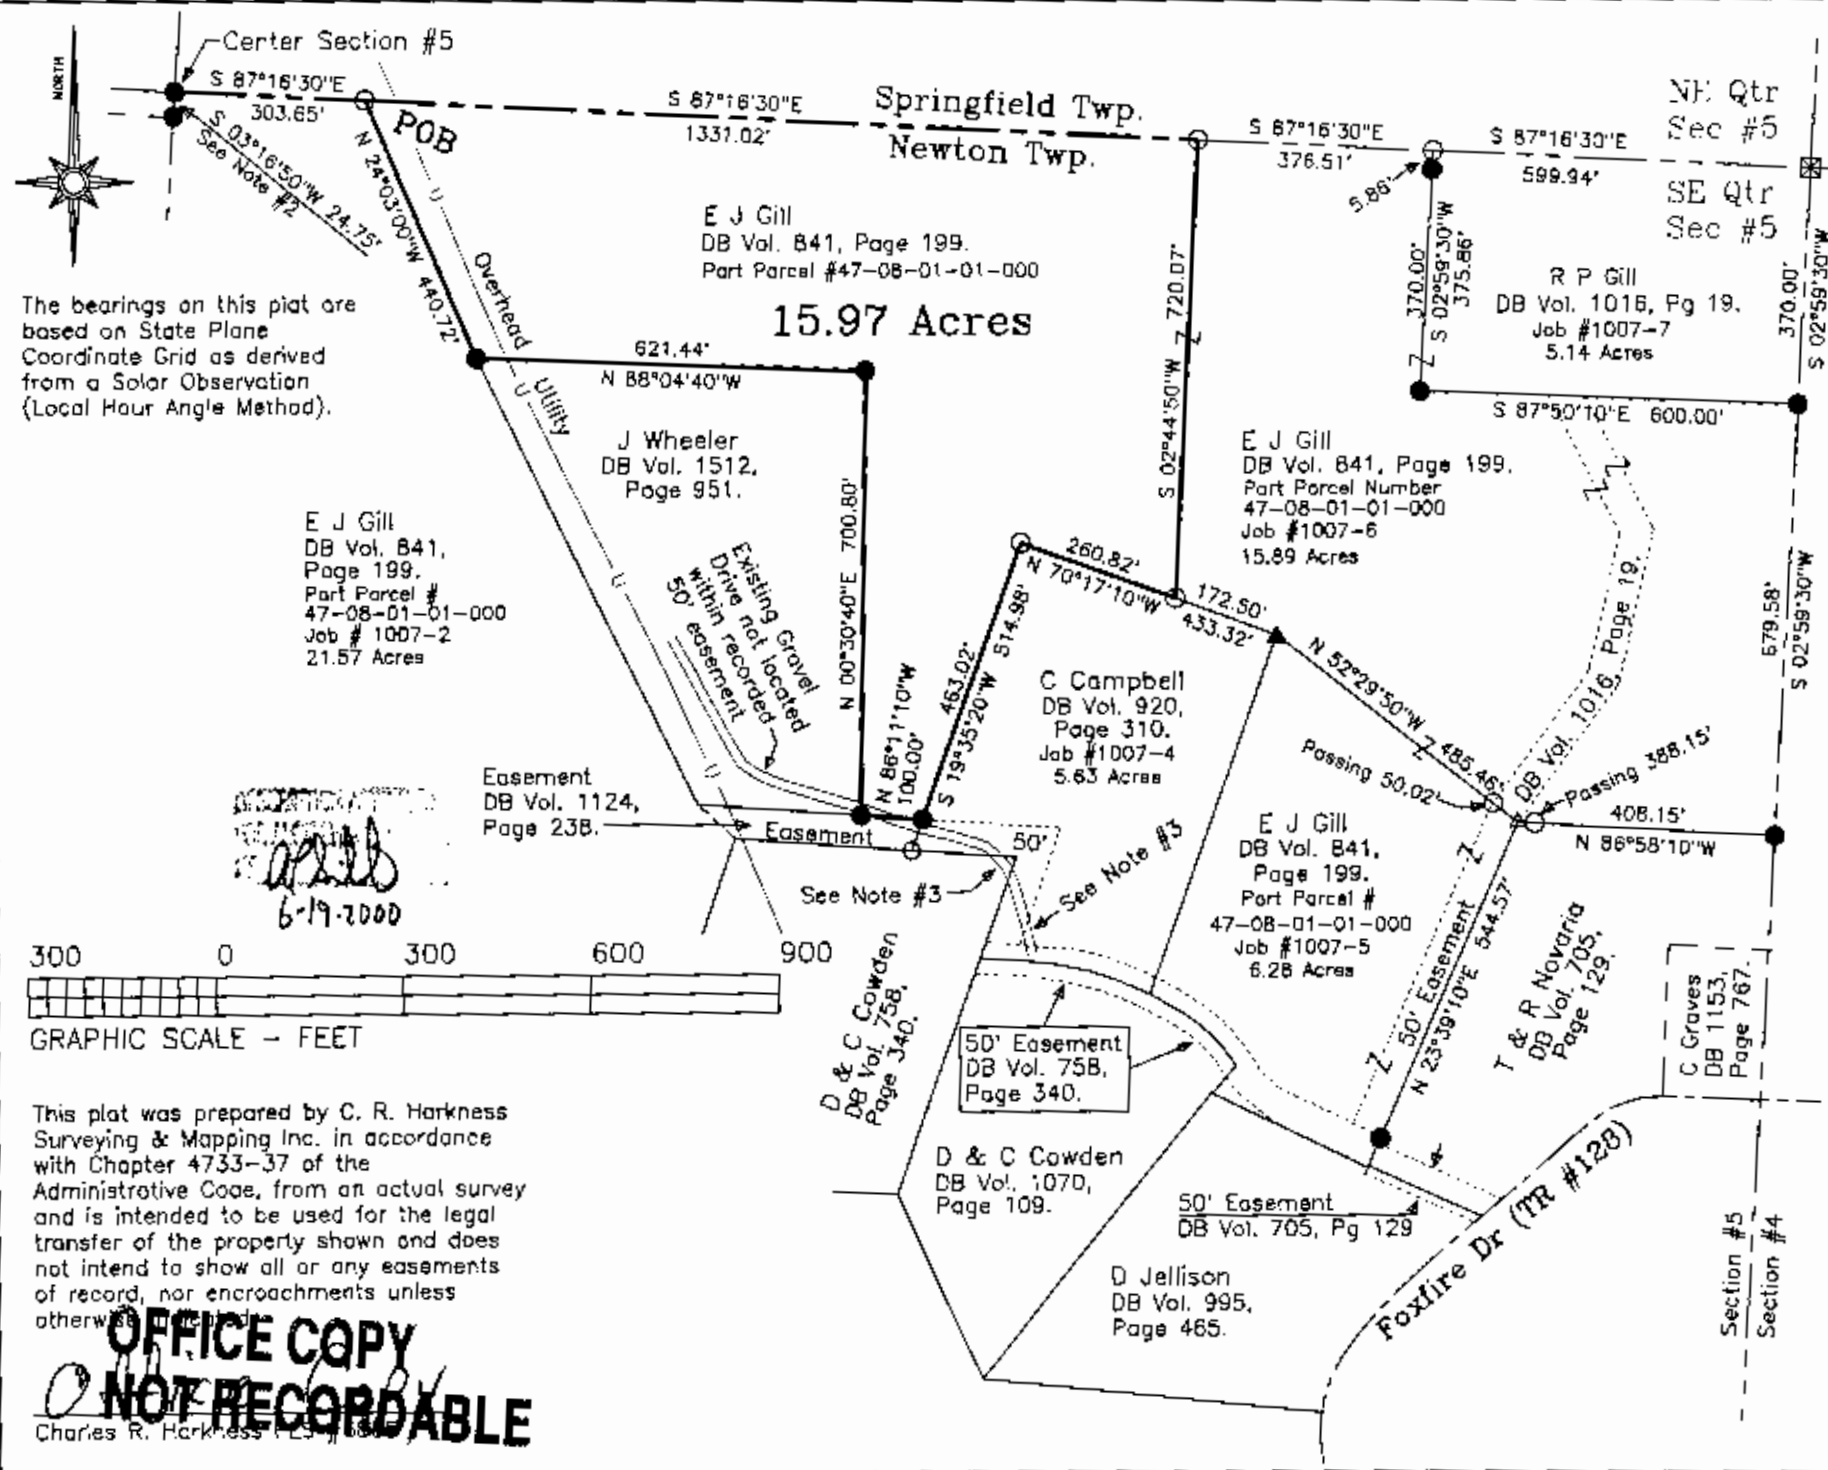 Center Section #5
NORTH
S 87°16'30"E
303.65'
S 03°16'50"W 24.75'
See Note #2
POB
N 24°03'00"W 440.72'
S 87°16'30"E
1331.02'
Springfield Twp.
Newton Twp.
S 87°16'30"E
376.51'
5.86'
S 87°16'30"E
599.94'
NE Qtr
Sec #5
SE Qtr
Sec #5
370.00'
S 02°59'30"W
375.86'
370.00'
S 02°59'30"W
R P Gill
DB Vol. 1016, Pg 19.
Job #1007-7
5.14 Acres
S 87°50'10"E 600.00'
E J Gill
DB Vol. 841, Page 199.
Part Parcel #47-08-01-01-000
15.97 Acres
S 02°44'50"W 720.07'
The bearings on this plat are
based on State Plane
Coordinate Grid as derived
from a Solar Observation
(Local Hour Angle Method).
Overhead Utility
621.44'
N 88°04'40"W
J Wheeler
DB Vol. 1512,
Page 951.
N 00°30'40"E 700.80'
E J Gill
DB Vol. 841, Page 199.
Part Parcel Number
47-08-01-01-000
Job #1007-6
15.89 Acres
E J Gill
DB Vol. 841,
Page 199.
Part Parcel #
47-08-01-01-000
Job # 1007-2
21.57 Acres
Existing Gravel
Drive not located
within recorded
50' easement
N 86°11'10"W
100.00'
463.02'
S 19°35'20"W 514.98'
260.82'
N 70°17'10"W
172.50'
433.32'
N 52°29'50"W 485.46'
Passing 50.02'
DB Vol. 1016, Page 19.
Passing 388.15'
408.15'
N 86°58'10"W
679.58'
S 02°59'30"W
C Campbell
DB Vol. 920,
Page 310.
Job #1007-4
5.63 Acres
Easement
DB Vol. 1124,
Page 238.
Easement
50'
See Note #3
See Note #3
E J Gill
DB Vol. 841,
Page 199.
Part Parcel #
47-08-01-01-000
Job #1007-5
6.28 Acres
50' Easement
N 23°39'10"E 544.57'
T & R Novaria
DB Vol. 705,
Page 129.
C Graves
DB 1153,
Page 767.
6-19-2000
300 0 300 600 900
GRAPHIC SCALE - FEET
D & C Cowden
DB Vol. 758,
Page 340.
50' Easement
DB Vol. 758,
Page 340.
D & C Cowden
DB Vol. 1070,
Page 109.
50' Easement
DB Vol. 705, Pg 129
D Jellison
DB Vol. 995,
Page 465.
Foxfire Dr (TR #128)
Section #5
Section #4
This plat was prepared by C. R. Harkness
Surveying & Mapping Inc. in accordance
with Chapter 4733-37 of the
Administrative Code, from an actual survey
and is intended to be used for the legal
transfer of the property shown and does
not intend to show all or any easements
of record, nor encroachments unless
otherwise indicated.
OFFICE COPY
NOT RECORDABLE
Charles R. Harkness